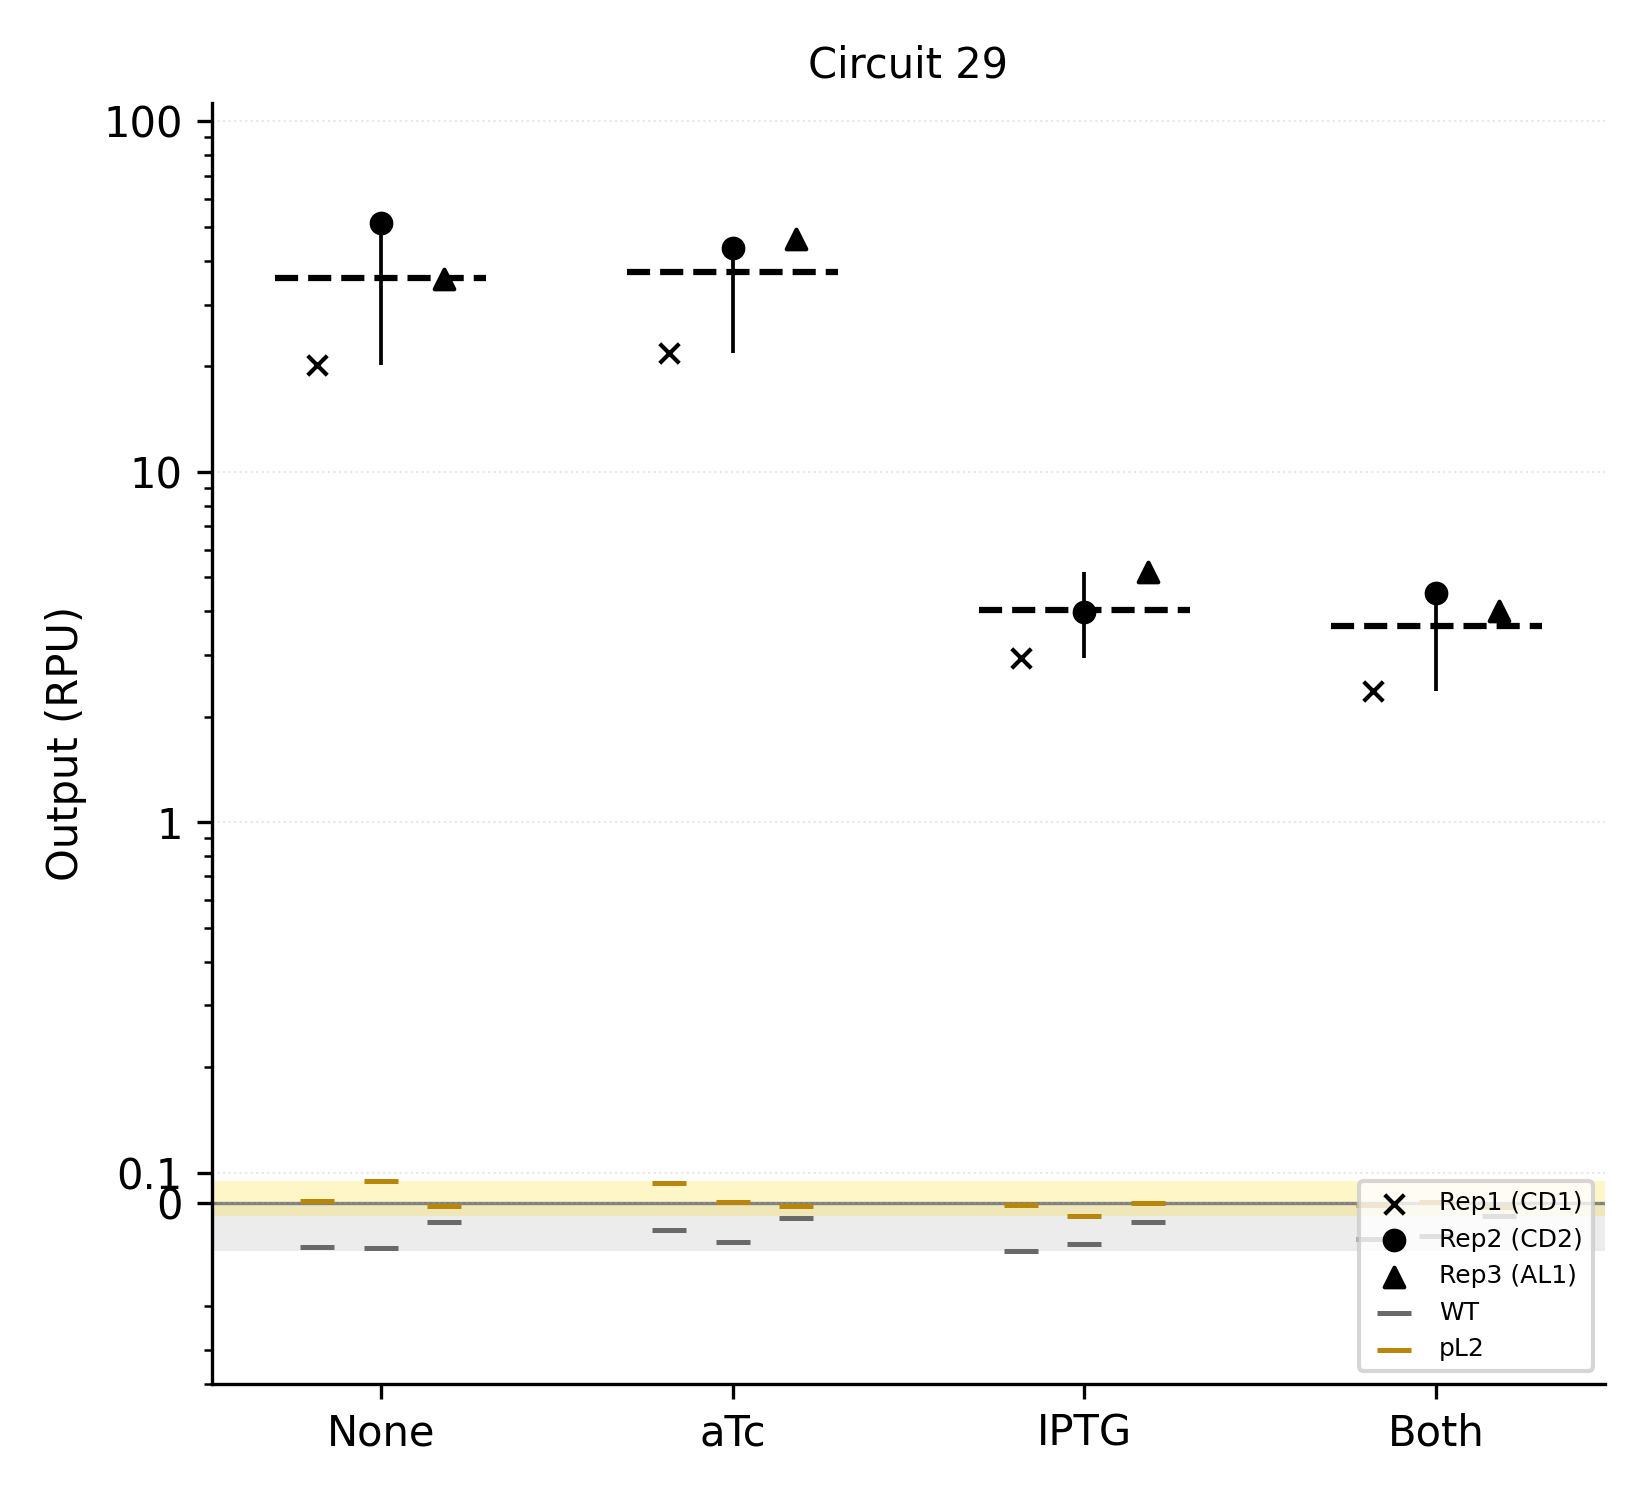 Circuit 29
100
10
1
0.1
0
Output (RPU)
None
aTc
IPTG
Both
Rep1 (CD1)
Rep2 (CD2)
Rep3 (AL1)
WT
pL2